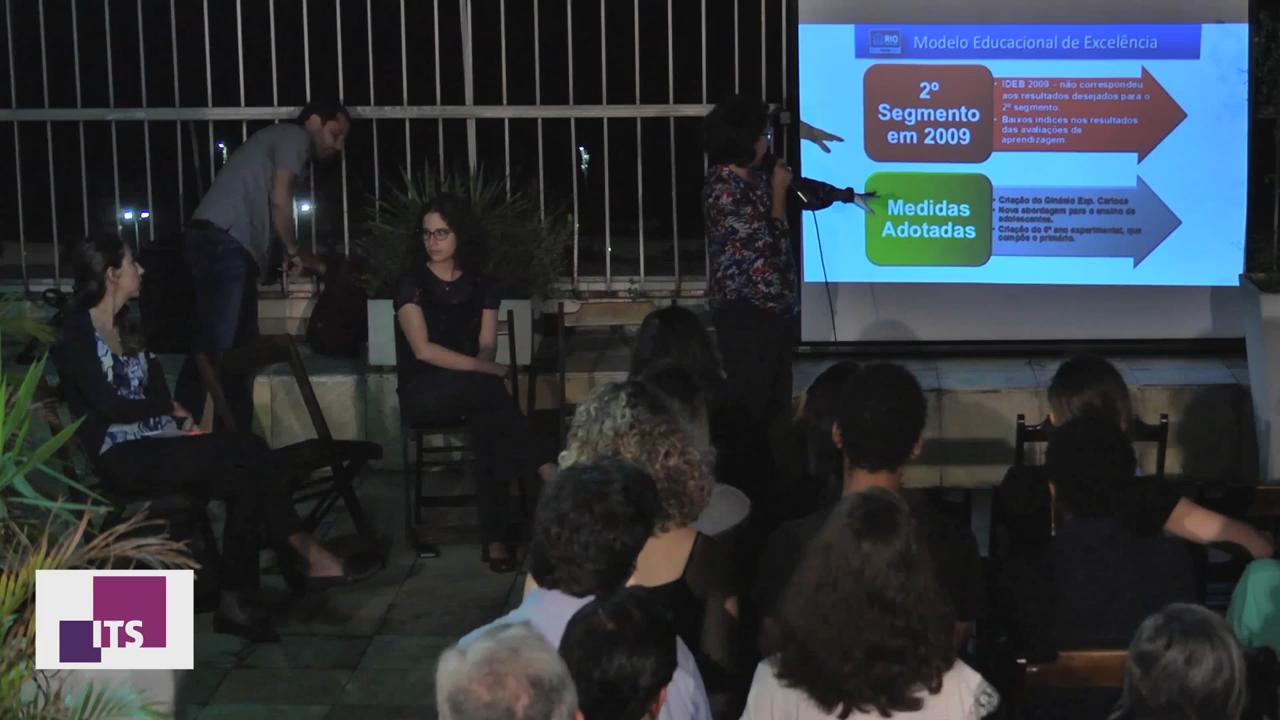 RIO
Modelo Educacional de Excelência
2º
Segmento
em 2009
• IDEB 2009 – não correspondeu
aos resultados desejados para o
2º segmento.
• Baixos índices nos resultados
das avaliações de
aprendizagem.
Medidas
Adotadas
• Criação do Ginásio Exp. Carioca
• Nova abordagem para o ensino de
adolescentes.
• Criação do 6º ano experimental, que
compõe o primário.
ITS